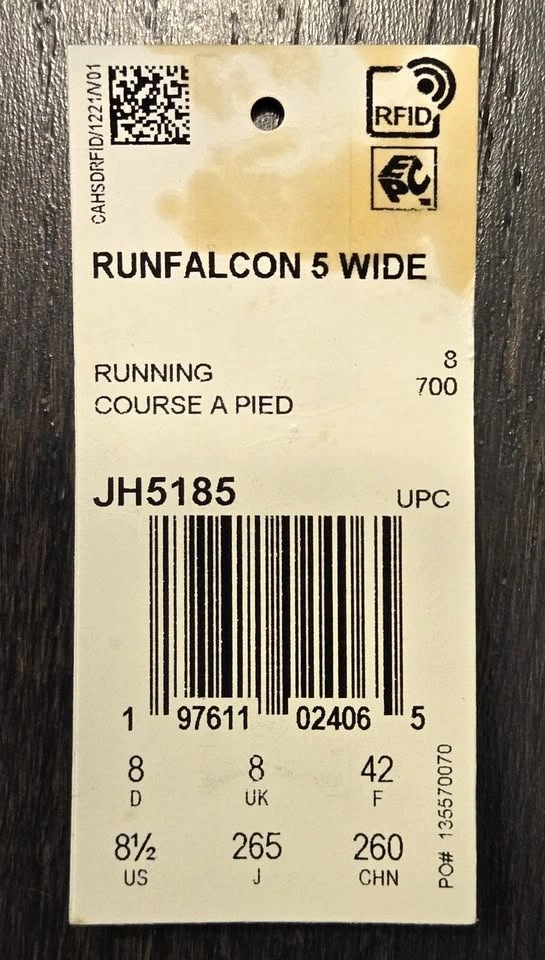 CAHSDRFID/1221/V01
RFID
EPC
RUNFALCON 5 WIDE
RUNNING 8
COURSE A PIED 700
JH5185 UPC
1 97611 02406 5
8 8 42
D UK F
8½ 265 260
US J CHN
PO# 135570070